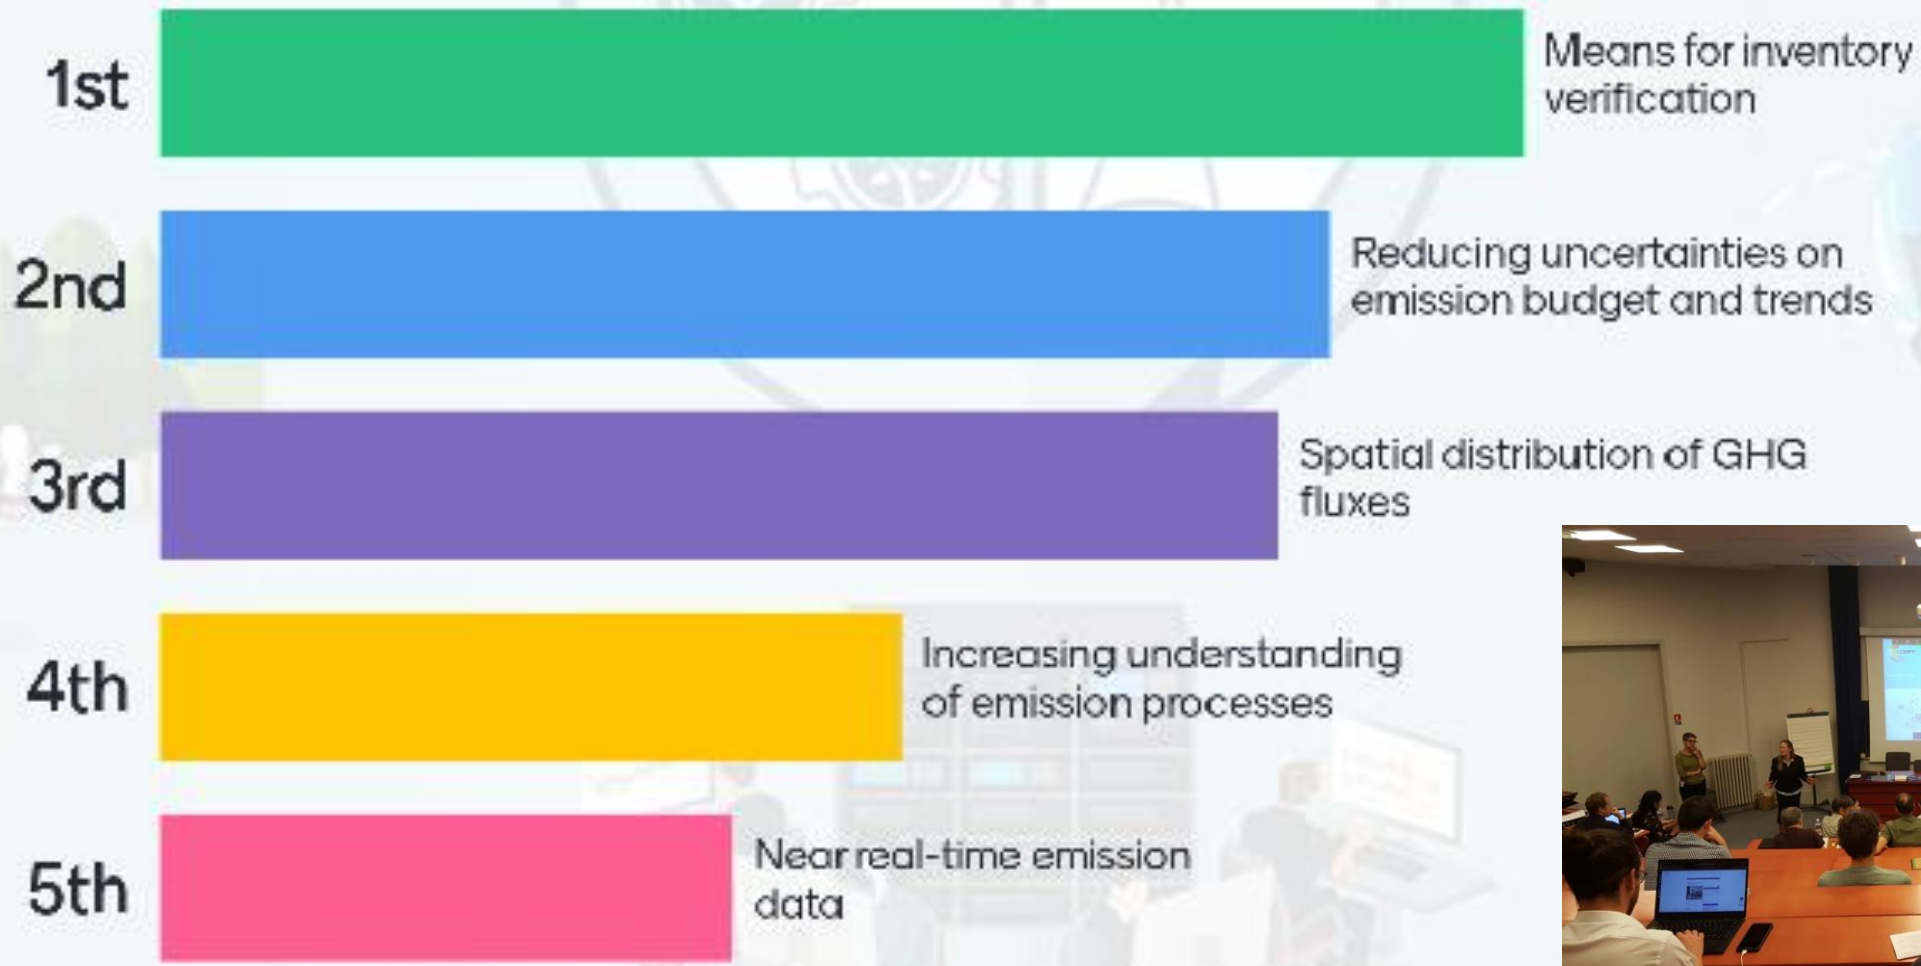 1st
Means for inventory
verification
2nd
Reducing uncertainties on
emission budget and trends
3rd
Spatial distribution of GHG
fluxes
4th
Increasing understanding
of emission processes
5th
Near real-time emission
data